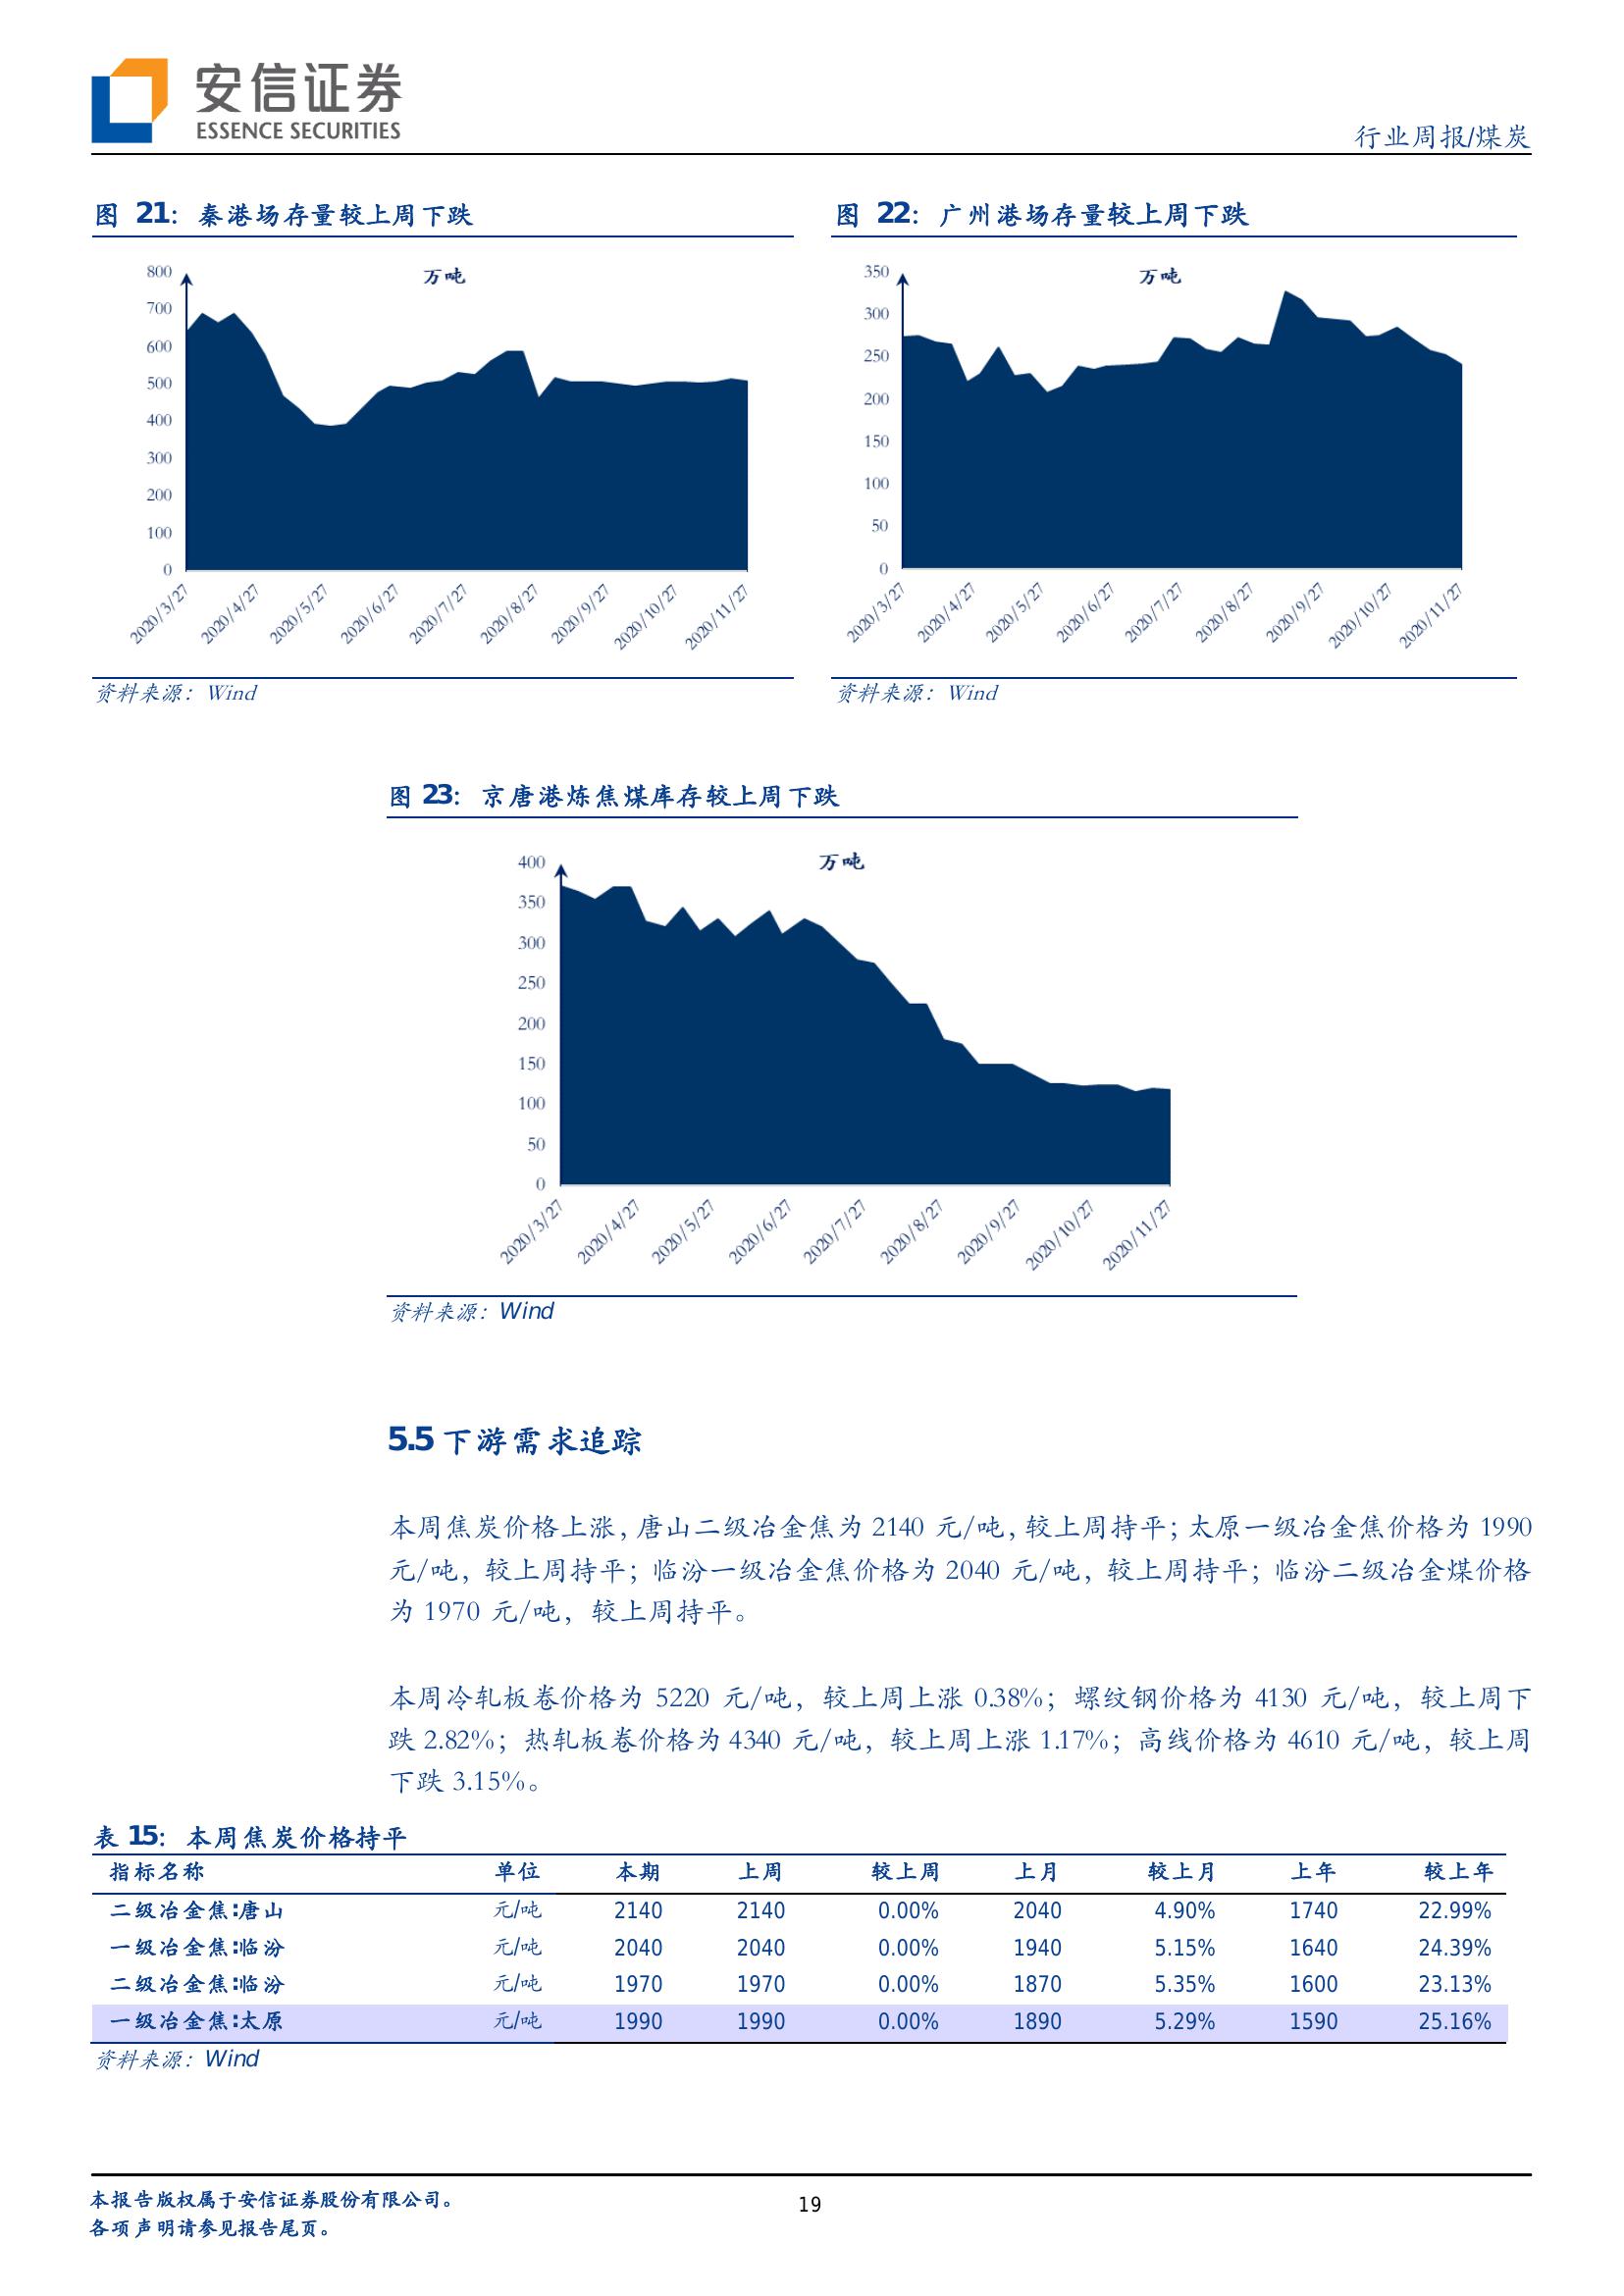 安信证券
ESSENCE SECURITIES
行业周报/煤炭
图 21：秦港场存量较上周下跌
万吨
800
700
600
500
400
300
200
100
0
2020/3/27
2020/4/27
2020/5/27
2020/6/27
2020/7/27
2020/8/27
2020/9/27
2020/10/27
2020/11/27
资料来源：Wind
图 22：广州港场存量较上周下跌
万吨
350
300
250
200
150
100
50
0
2020/3/27
2020/4/27
2020/5/27
2020/6/27
2020/7/27
2020/8/27
2020/9/27
2020/10/27
2020/11/27
资料来源：Wind
图 23：京唐港炼焦煤库存较上周下跌
万吨
400
350
300
250
200
150
100
50
0
2020/3/27
2020/4/27
2020/5/27
2020/6/27
2020/7/27
2020/8/27
2020/9/27
2020/10/27
2020/11/27
资料来源：Wind
5.5 下游需求追踪
本周焦炭价格上涨，唐山二级冶金焦为 2140 元/吨，较上周持平；太原一级冶金焦价格为 1990
元/吨，较上周持平；临汾一级冶金焦价格为 2040 元/吨，较上周持平；临汾二级冶金煤价格
为 1970 元/吨，较上周持平。
本周冷轧板卷价格为 5220 元/吨，较上周上涨 0.38%；螺纹钢价格为 4130 元/吨，较上周下
跌 2.82%；热轧板卷价格为 4340 元/吨，较上周上涨 1.17%；高线价格为 4610 元/吨，较上周
下跌 3.15%。
表 15：本周焦炭价格持平
指标名称 单位 本期 上周 较上周 上月 较上月 上年 较上年
二级冶金焦:唐山 元/吨 2140 2140 0.00% 2040 4.90% 1740 22.99%
一级冶金焦:临汾 元/吨 2040 2040 0.00% 1940 5.15% 1640 24.39%
二级冶金焦:临汾 元/吨 1970 1970 0.00% 1870 5.35% 1600 23.13%
一级冶金焦:太原 元/吨 1990 1990 0.00% 1890 5.29% 1590 25.16%
资料来源：Wind
本报告版权属于安信证券股份有限公司。
各项声明请参见报告尾页。
19